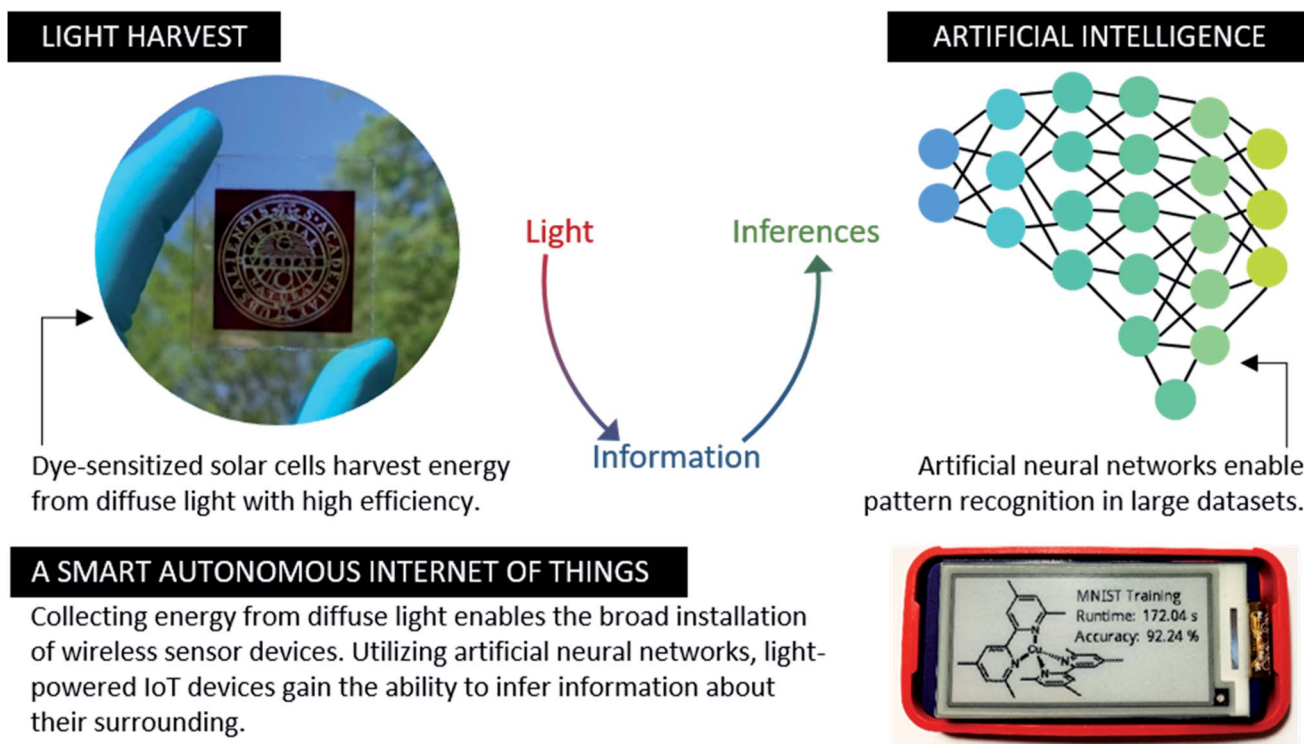 LIGHT HARVEST
ARTIFICIAL INTELLIGENCE
Light
Inferences
Information
Dye-sensitized solar cells harvest energy
from diffuse light with high efficiency.
Artificial neural networks enable
pattern recognition in large datasets.
A SMART AUTONOMOUS INTERNET OF THINGS
Collecting energy from diffuse light enables the broad installation
of wireless sensor devices. Utilizing artificial neural networks, light-
powered IoT devices gain the ability to infer information about
their surrounding.
MNIST Training
Runtime: 172.04 s
Accuracy: 92.24 %
N
Cu
N
N
N